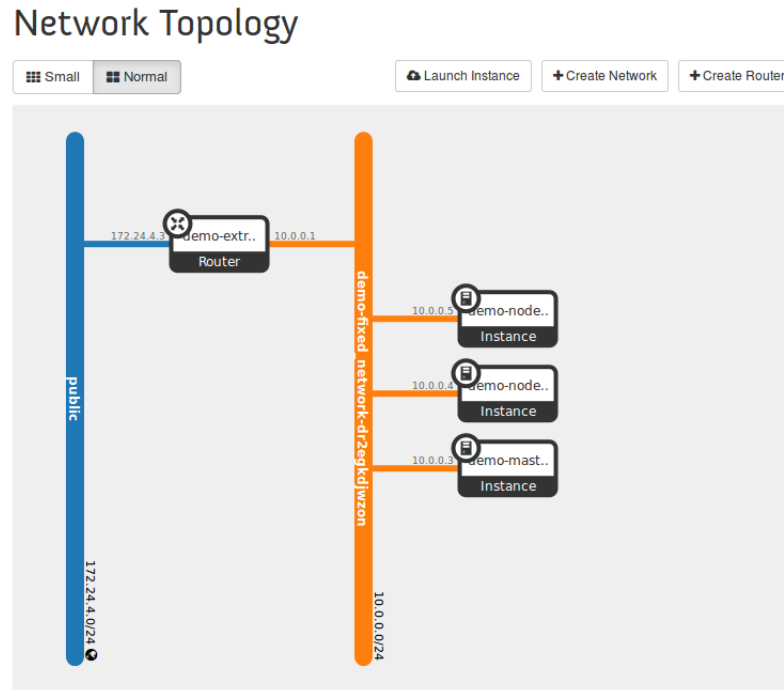 Network Topology
Small
Normal
Launch Instance
Create Network
Create Router
172.24.4.3
demo-extr..
Router
10.0.0.1
public
172.24.4.0/24
demo-fixed_network-dr2egkdjwzon
10.0.0.0/24
10.0.0.5
demo-node..
Instance
10.0.0.4
demo-node..
Instance
10.0.0.3
demo-mast..
Instance